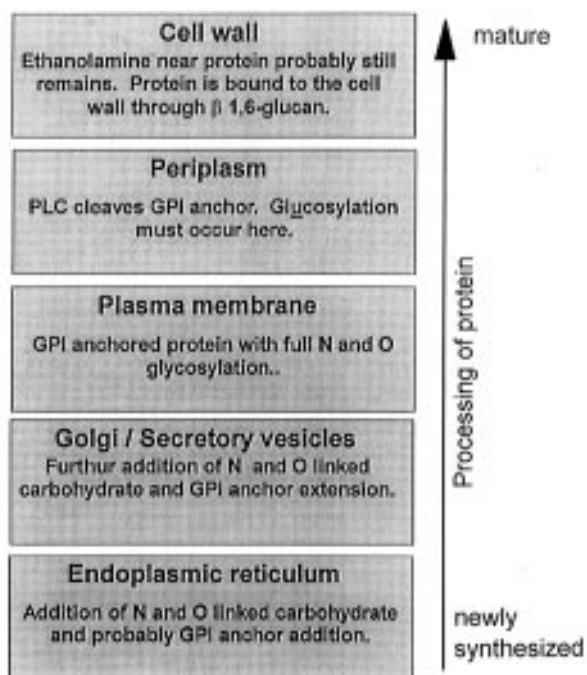 Cell wall
Ethanolamine near protein probably still
remains. Protein is bound to the cell
wall through β 1,6-glucan.
mature
Periplasm
PLC cleaves GPI anchor. Glucosylation
must occur here.
Plasma membrane
GPI anchored protein with full N and O
glycosylation..
Golgi / Secretory vesicles
Furthur addition of N and O linked
carbohydrate and GPI anchor extension.
Endoplasmic reticulum
Addition of N and O linked carbohydrate
and probably GPI anchor addition.
Processing of protein
newly
synthesized